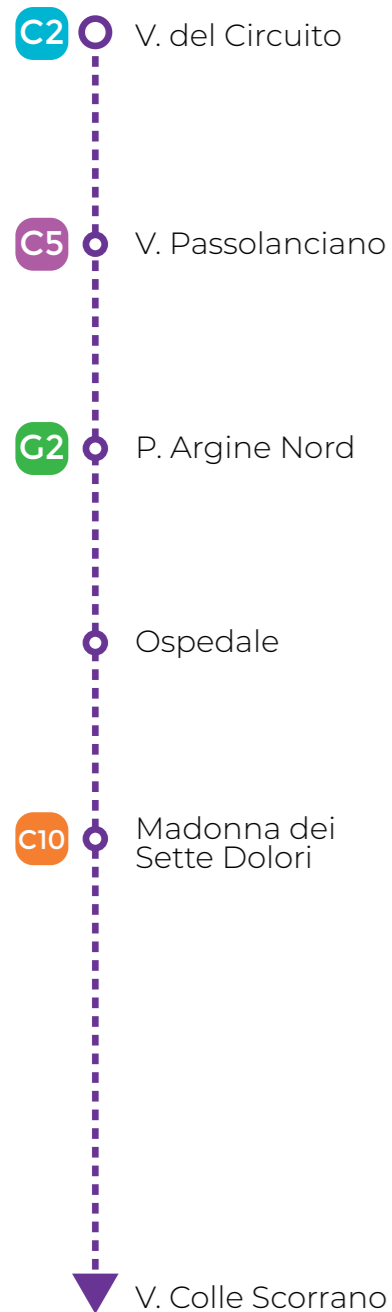 C2 V. del Circuito
C5 V. Passolanciano
G2 P. Argine Nord
Ospedale
C10 Madonna dei
Sette Dolori
V. Colle Scorrano